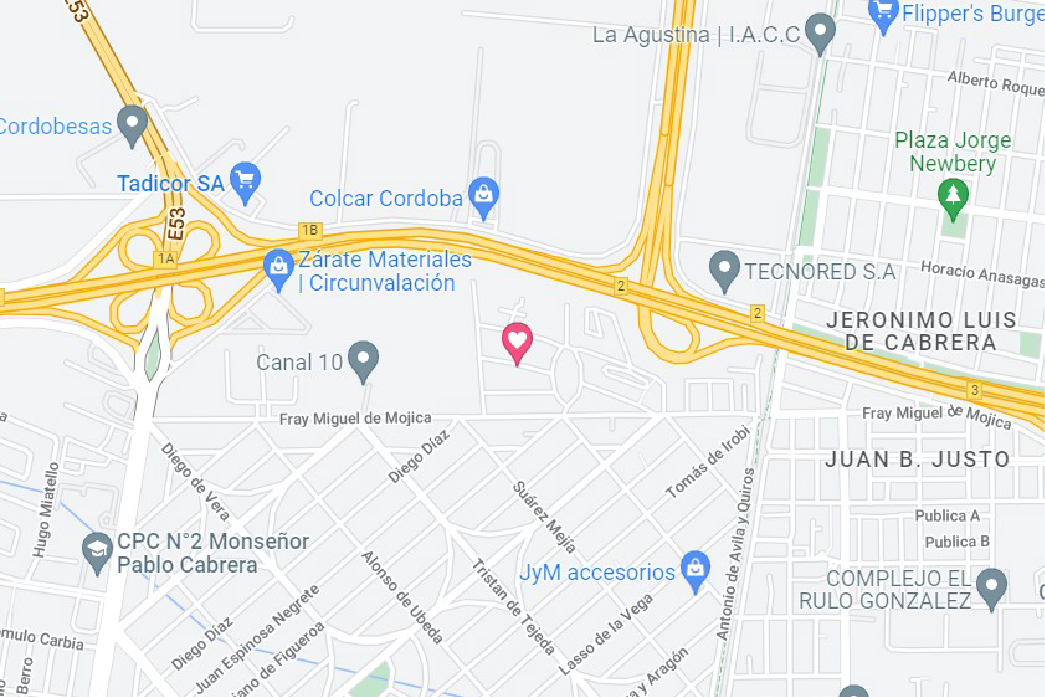 E53
Flipper's Burge
La Agustina | I.A.C.C
Alberto Roque
Cordobesas
Plaza Jorge
Newbery
Tadicor SA
Colcar Cordoba
E53
1B
1A
Zárate Materiales
| Circunvalación
TECNORED S.A
Horacio Anasagas
2
2
JERONIMO LUIS
DE CABRERA
Canal 10
3
Fray Miguel de Mojica
Fray Miguel de Mojica
Diego de Vera
Diego Díaz
Tomás de Irobi
JUAN B. JUSTO
Hugo Miatello
Suárez Mejía
Antonio de Avila y Quiros
Publica A
Publica B
CPC N°2 Monseñor
Pablo Cabrera
Alonso de Ubeda
Tristan de Tejeda
JyM accesorios
COMPLEJO EL
RULO GONZALEZ
Lasso de la Vega
Juan Espinosa Negrete
Diego Díaz
ano de Figueroa
omulo Carbia
Berro
a y Aragón